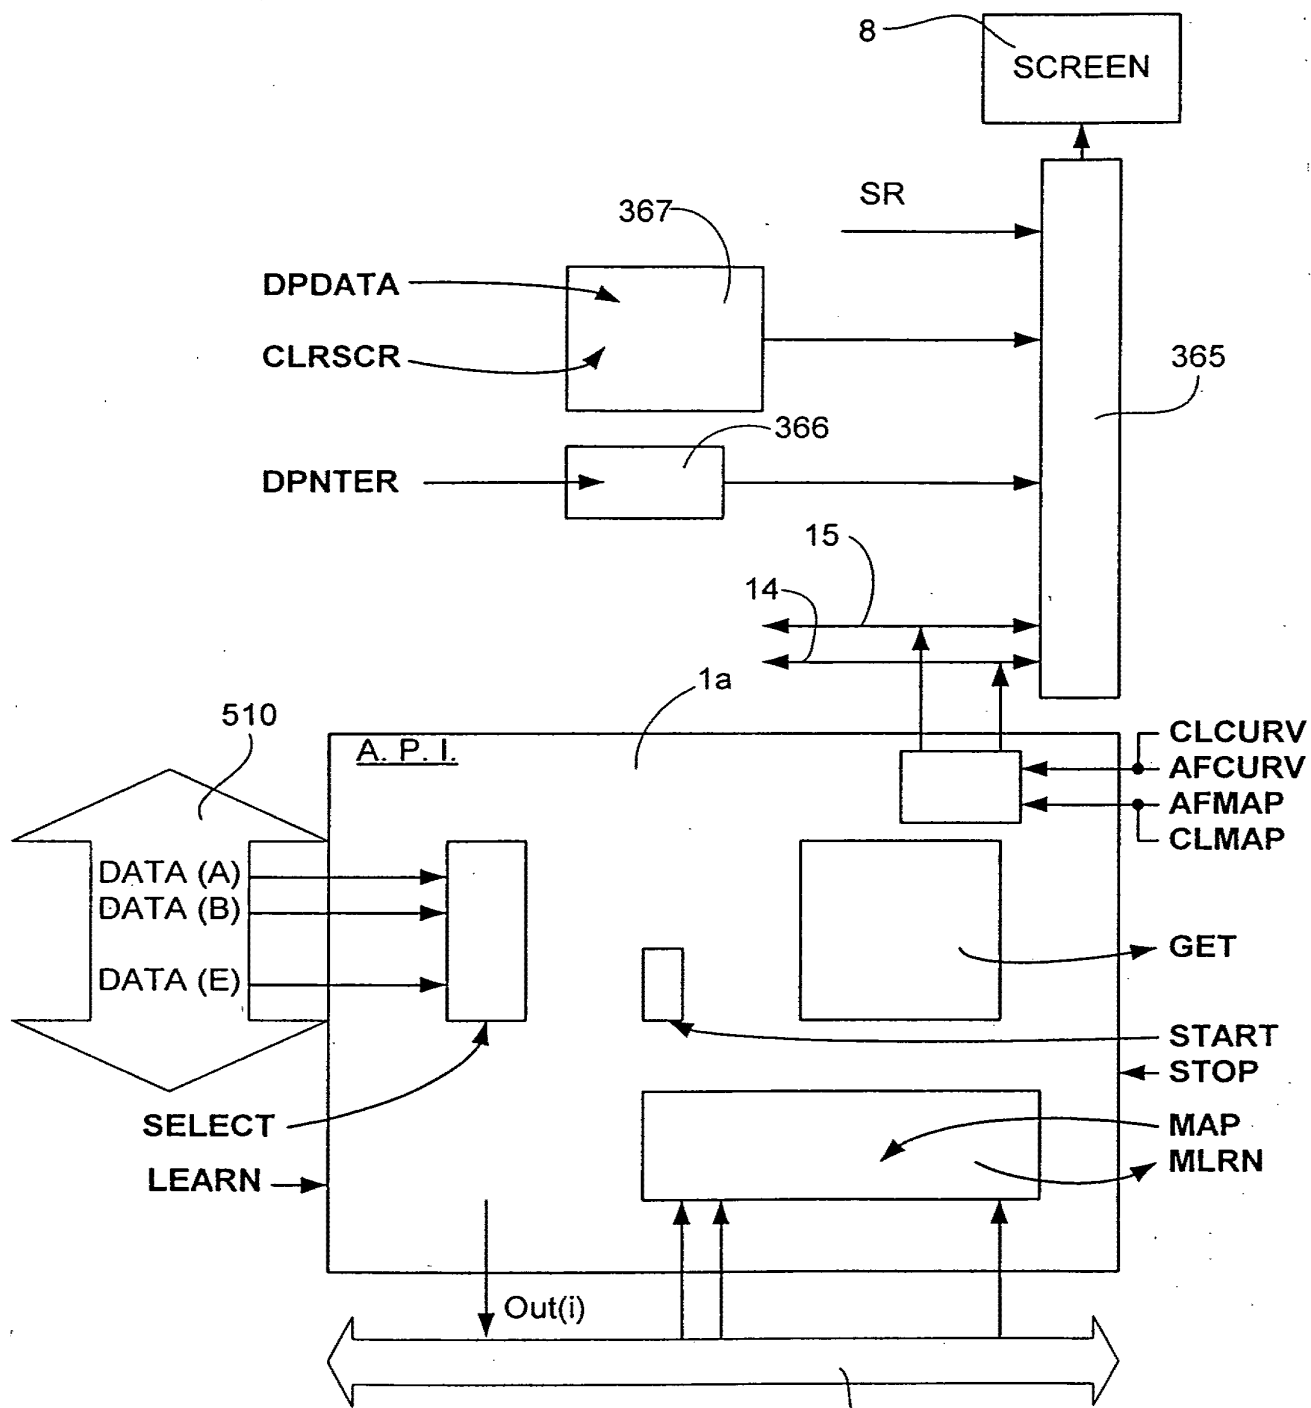 8
SCREEN
SR
367
DPDATA
CLRSCR
365
366
DPNTER
15
14
1a
510
A. P. I.
CLCURV
AFCURV
AFMAP
CLMAP
DATA (A)
DATA (B)
DATA (E)
GET
START
STOP
SELECT
MAP
LEARN
MLRN
Out(i)